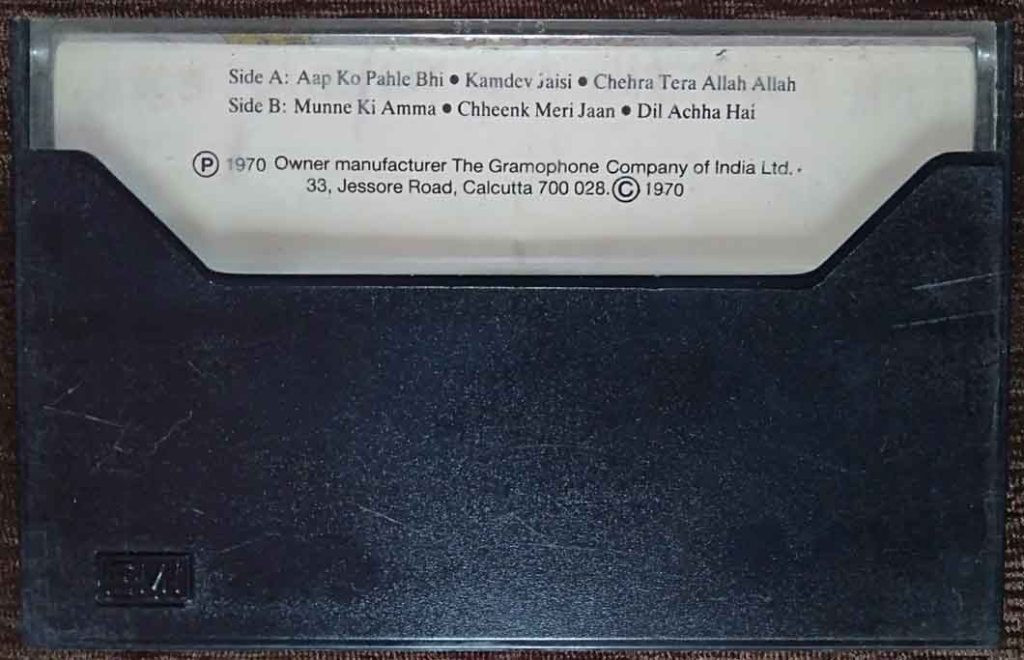 Side A: Aap Ko Pahle Bhi ● Kamdev Jaisi ● Chehra Tera Allah Allah
Side B: Munne Ki Amma ● Chheenk Meri Jaan ● Dil Achha Hai
Ⓟ 1970 Owner manufacturer The Gramophone Company of India Ltd. •
33, Jessore Road, Calcutta 700 028. Ⓒ 1970
EMI